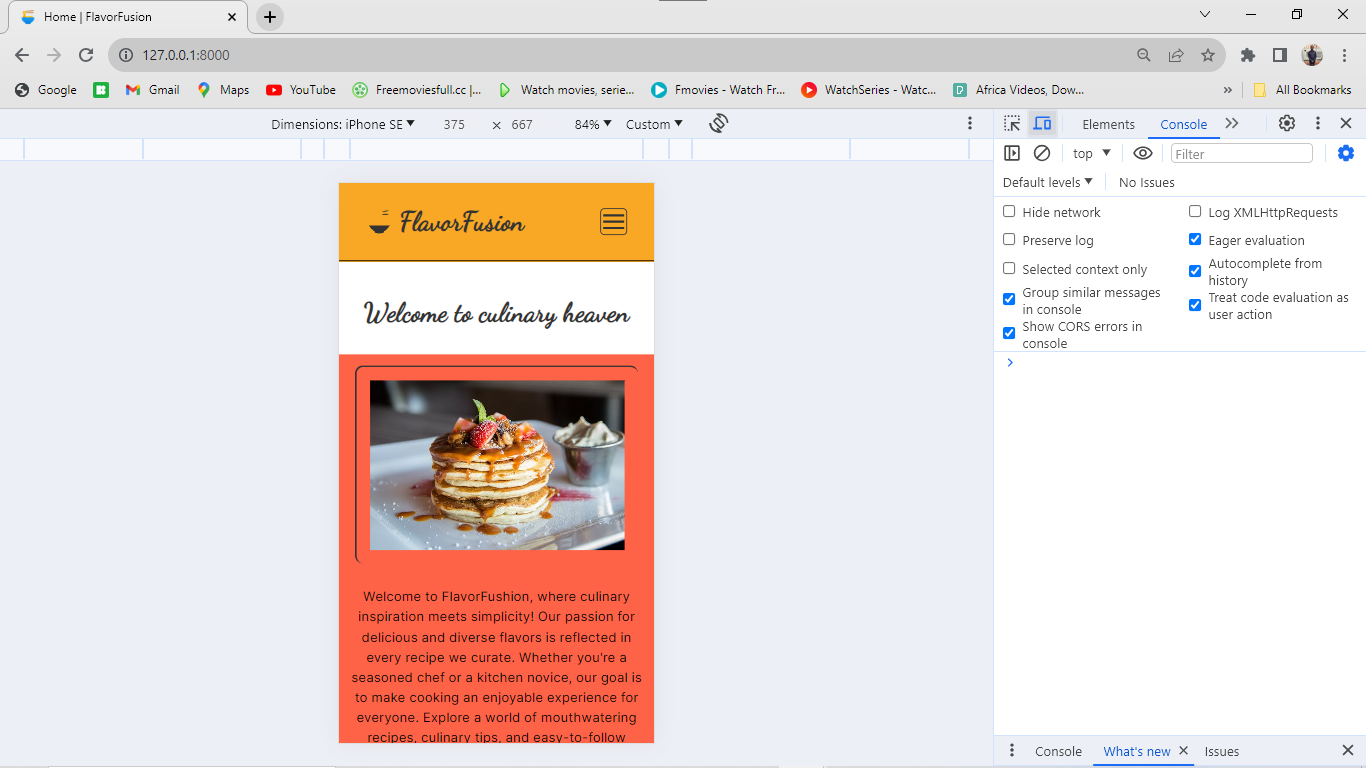 Home | FlavorFusion
127.0.0.1:8000
Google Gmail Maps YouTube Freemoviesfull.cc |... Watch movies, serie... Fmovies - Watch Fr... WatchSeries - Watc... Africa Videos, Dow... » All Bookmarks
Dimensions: iPhone SE 375 × 667 84% Custom
Elements Console
top Filter
Default levels No Issues
Hide network Log XMLHttpRequests
Preserve log Eager evaluation
Selected context only Autocomplete from
history
Group similar messages Treat code evaluation as
in console user action
Show CORS errors in
console
FlavorFusion
Welcome to culinary heaven
Welcome to FlavorFushion, where culinary
inspiration meets simplicity! Our passion for
delicious and diverse flavors is reflected in
every recipe we curate. Whether you're a
seasoned chef or a kitchen novice, our goal is
to make cooking an enjoyable experience for
everyone. Explore a world of mouthwatering
recipes, culinary tips, and easy-to-follow
Console What's new Issues